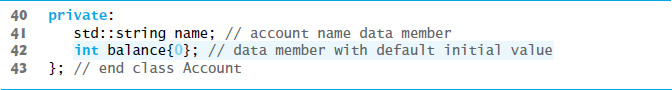 40 private:
41 std::string name; // account name data member
42 int balance{0}; // data member with default initial value
43 }; // end class Account